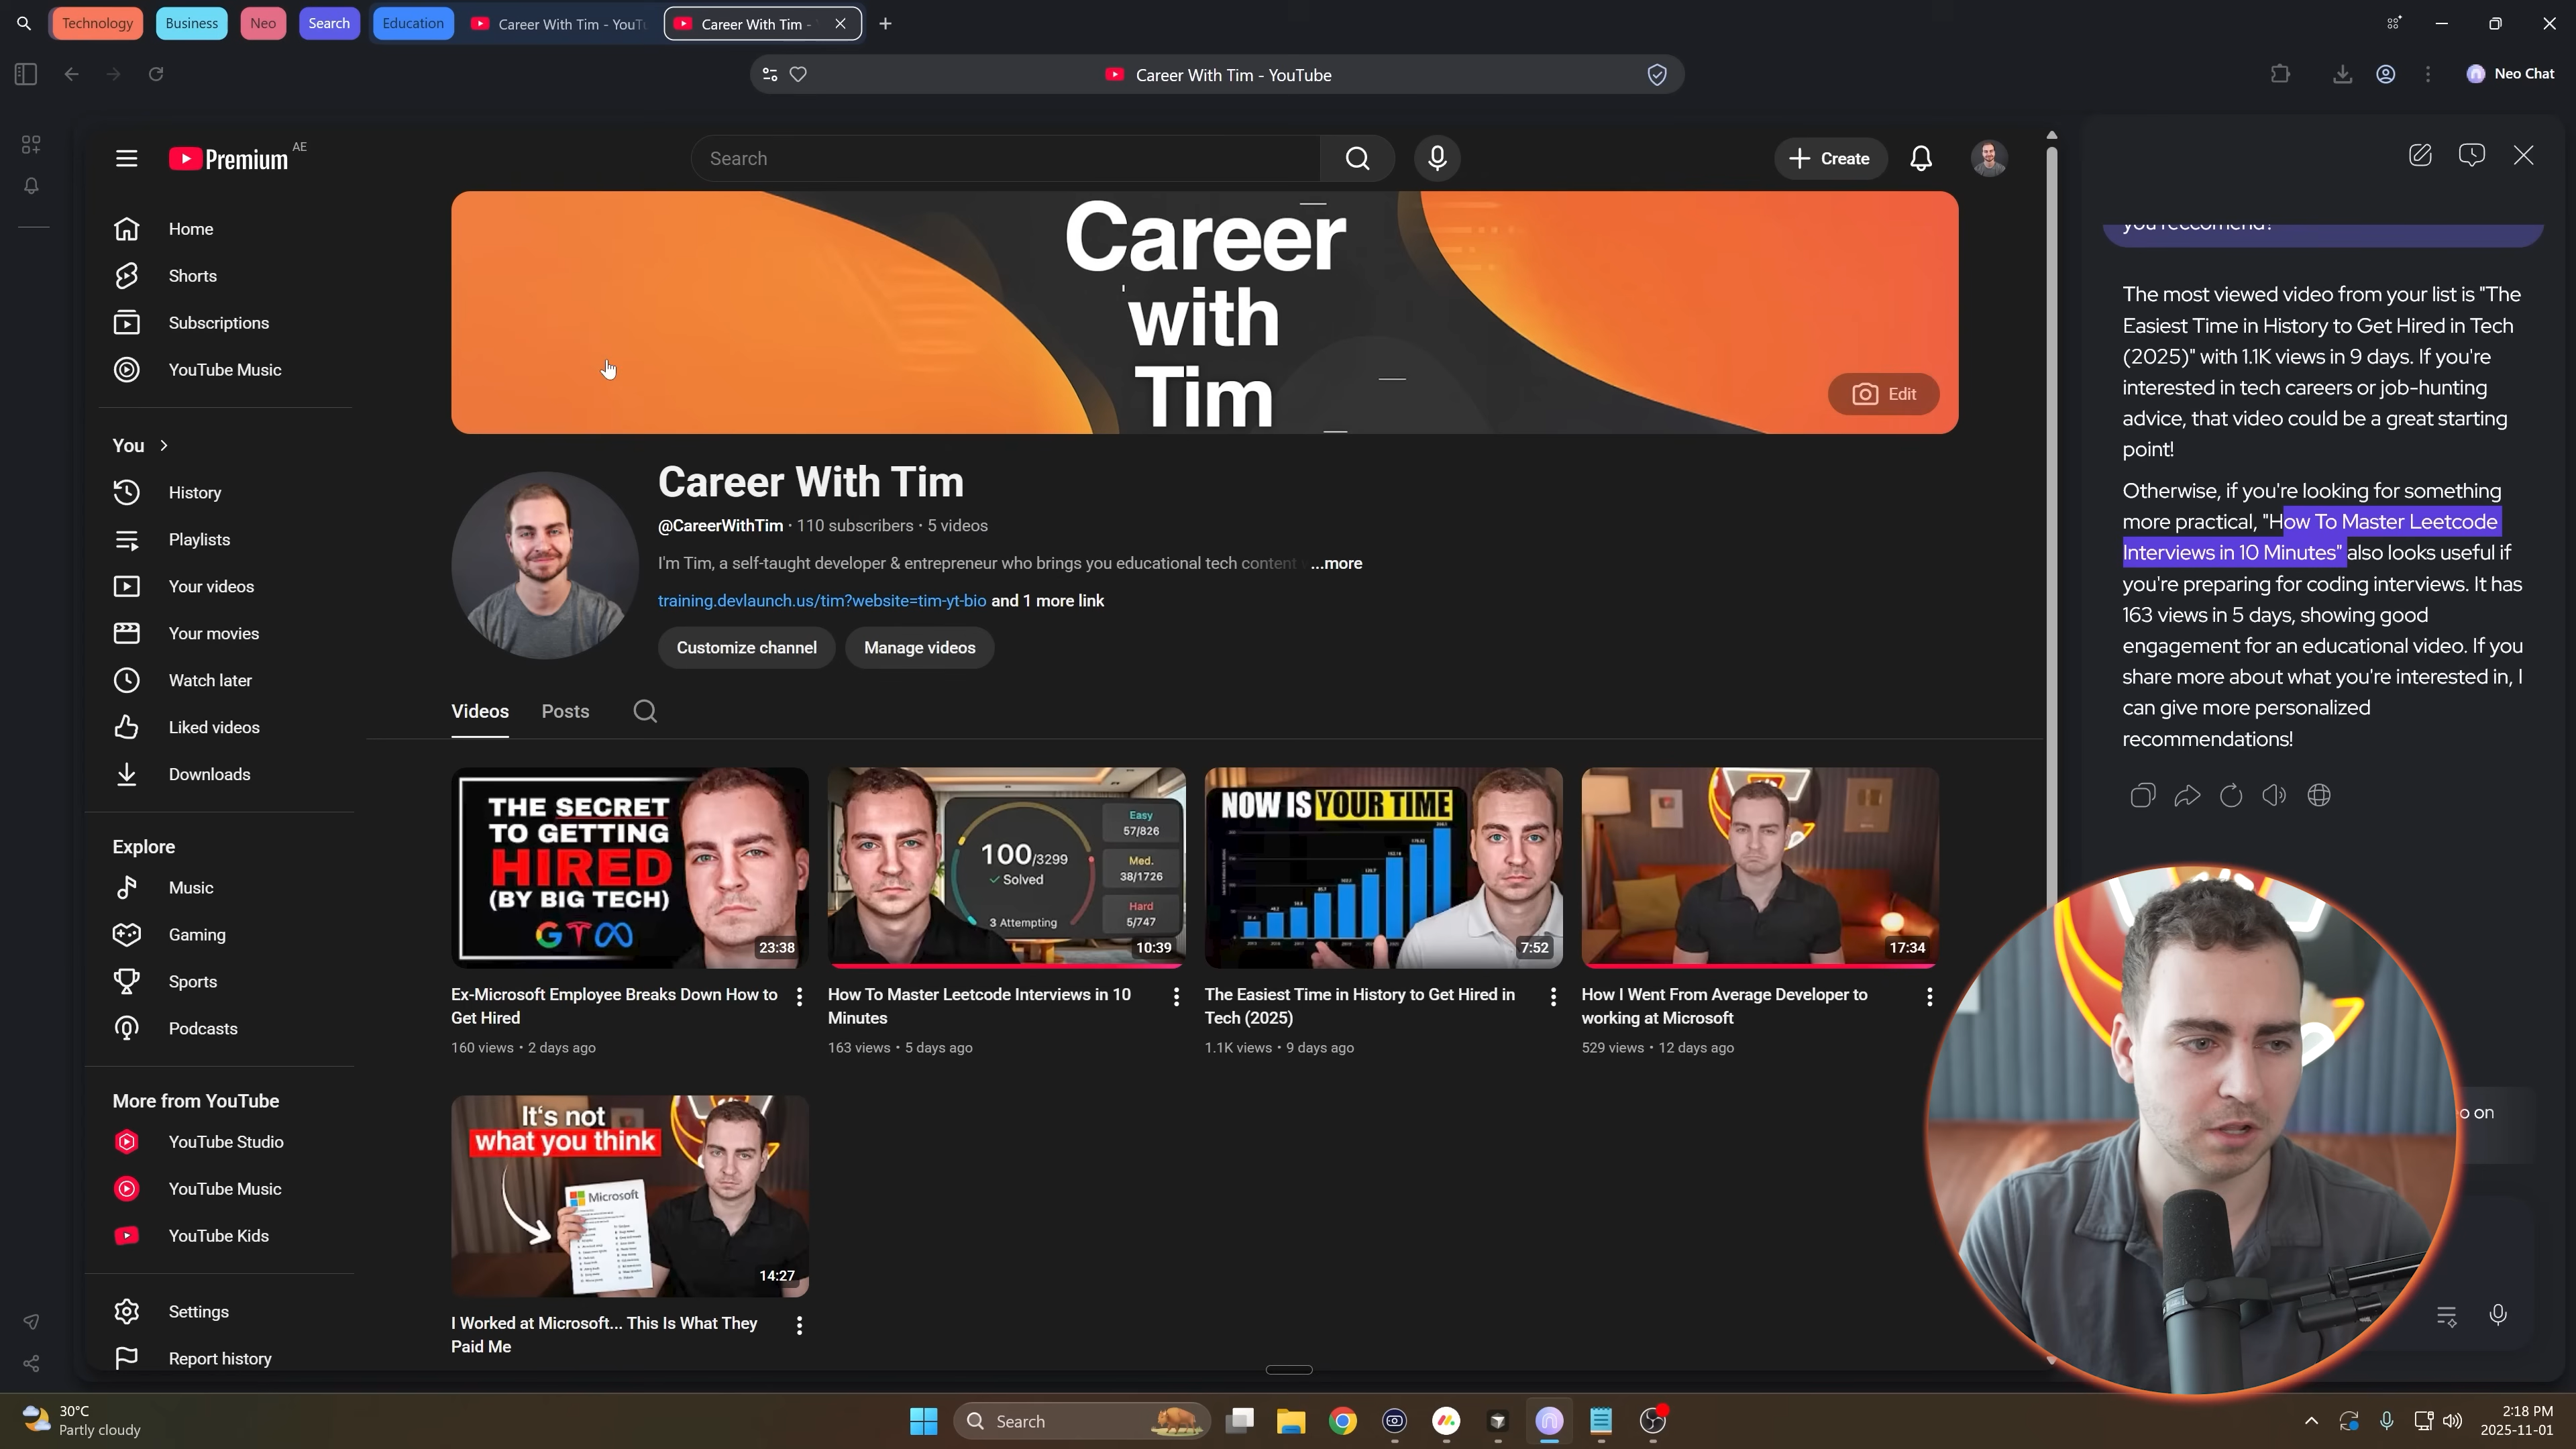 Technology
Business
Neo
Search
Education
Career With Tim - YouTu
Career With Tim -
Career With Tim - YouTube
Neo Chat
Premium
AE
Search
Create
Home
Shorts
Subscriptions
YouTube Music
You
History
Playlists
Your videos
Your movies
Watch later
Liked videos
Downloads
Explore
Music
Gaming
Sports
Podcasts
More from YouTube
YouTube Studio
YouTube Music
YouTube Kids
Settings
Report history
Career
with
Tim
Edit
Career With Tim
@CareerWithTim · 110 subscribers · 5 videos
I'm Tim, a self-taught developer & entrepreneur who brings you educational tech content ...more
training.devlaunch.us/tim?website=tim-yt-bio and 1 more link
Customize channel
Manage videos
Videos
Posts
THE SECRET
TO GETTING
HIRED
(BY BIG TECH)
23:38
Ex-Microsoft Employee Breaks Down How to
Get Hired
160 views • 2 days ago
100/3299
Solved
3 Attempting
Easy
57/826
Med.
38/1726
Hard
5/747
10:39
How To Master Leetcode Interviews in 10
Minutes
163 views • 5 days ago
NOW IS YOUR TIME
7:52
The Easiest Time in History to Get Hired in
Tech (2025)
1.1K views • 9 days ago
17:34
How I Went From Average Developer to
working at Microsoft
529 views • 12 days ago
It's not
what you think
Microsoft
14:27
I Worked at Microsoft... This Is What They
Paid Me
you reccomend?
The most viewed video from your list is "The
Easiest Time in History to Get Hired in Tech
(2025)" with 1.1K views in 9 days. If you're
interested in tech careers or job-hunting
advice, that video could be a great starting
point!
Otherwise, if you're looking for something
more practical, "How To Master Leetcode
Interviews in 10 Minutes" also looks useful if
you're preparing for coding interviews. It has
163 views in 5 days, showing good
engagement for an educational video. If you
share more about what you're interested in, I
can give more personalized
recommendations!
o on
30°C
Partly cloudy
Search
2:18 PM
2025-11-01